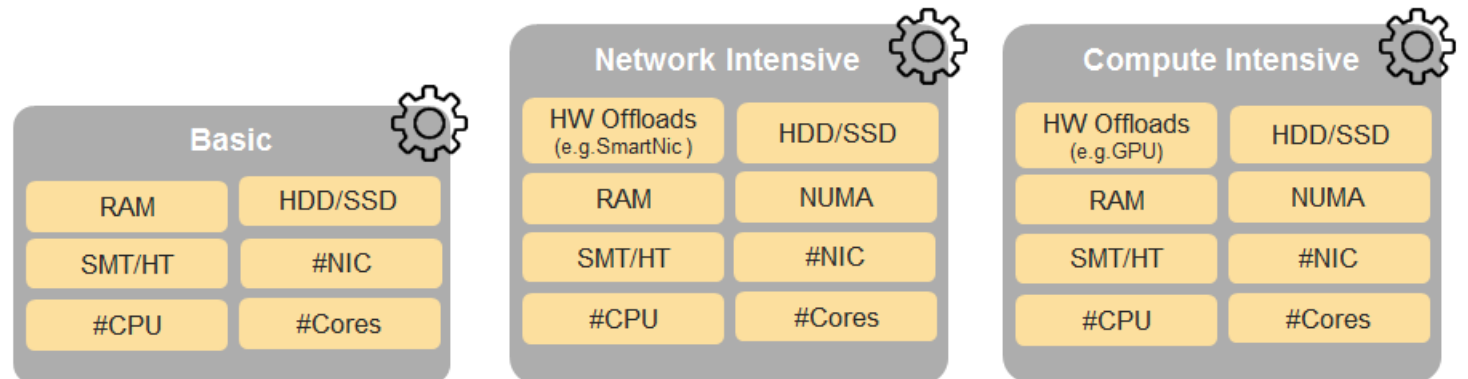 Basic
RAM
HDD/SSD
SMT/HT
#NIC
#CPU
#Cores
Network Intensive
HW Offloads
(e.g.SmartNic)
HDD/SSD
RAM
NUMA
SMT/HT
#NIC
#CPU
#Cores
Compute Intensive
HW Offloads
(e.g.GPU)
HDD/SSD
RAM
NUMA
SMT/HT
#NIC
#CPU
#Cores